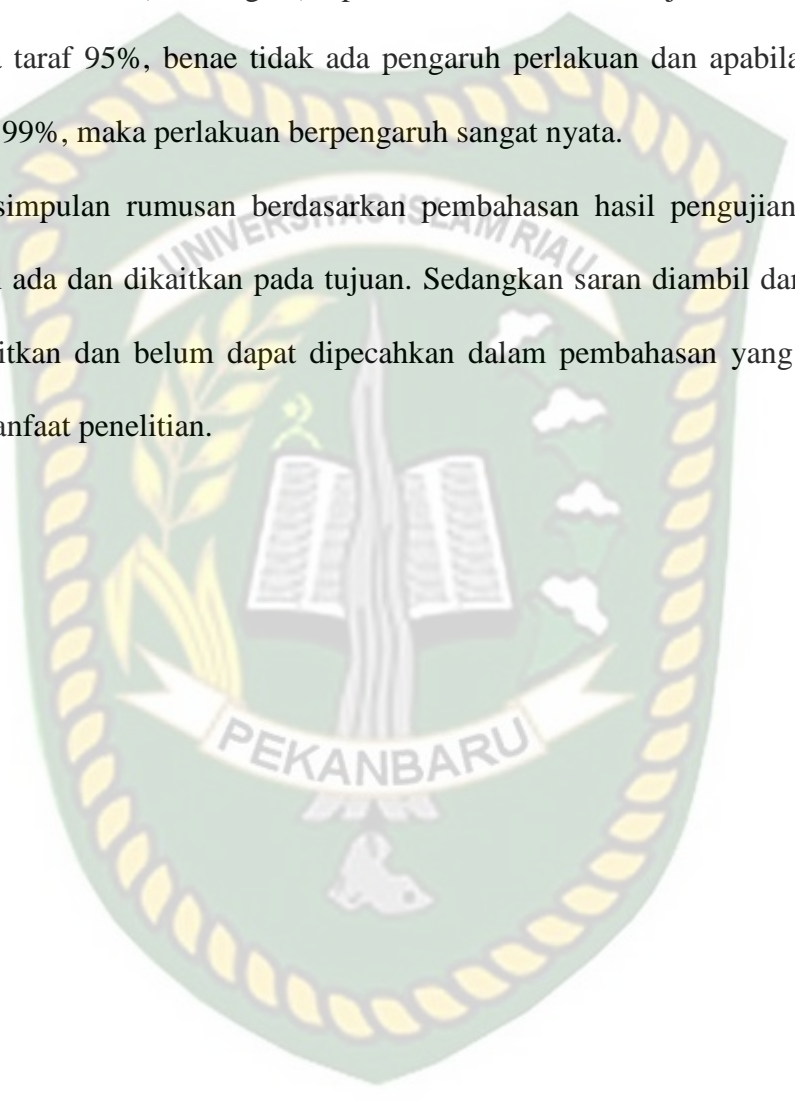 taraf 95%, benae tidak ada pengaruh perlakuan dan apabila
99%, maka perlakuan berpengaruh sangat nyata.
simpulan rumusan berdasarkan pembahasan hasil pengujian
ada dan dikaitkan pada tujuan. Sedangkan saran diambil dar
itkan dan belum dapat dipecahkan dalam pembahasan yang
anfaat penelitian.
UNIVERSITAS ISLAM RIAU
PEKANBARU